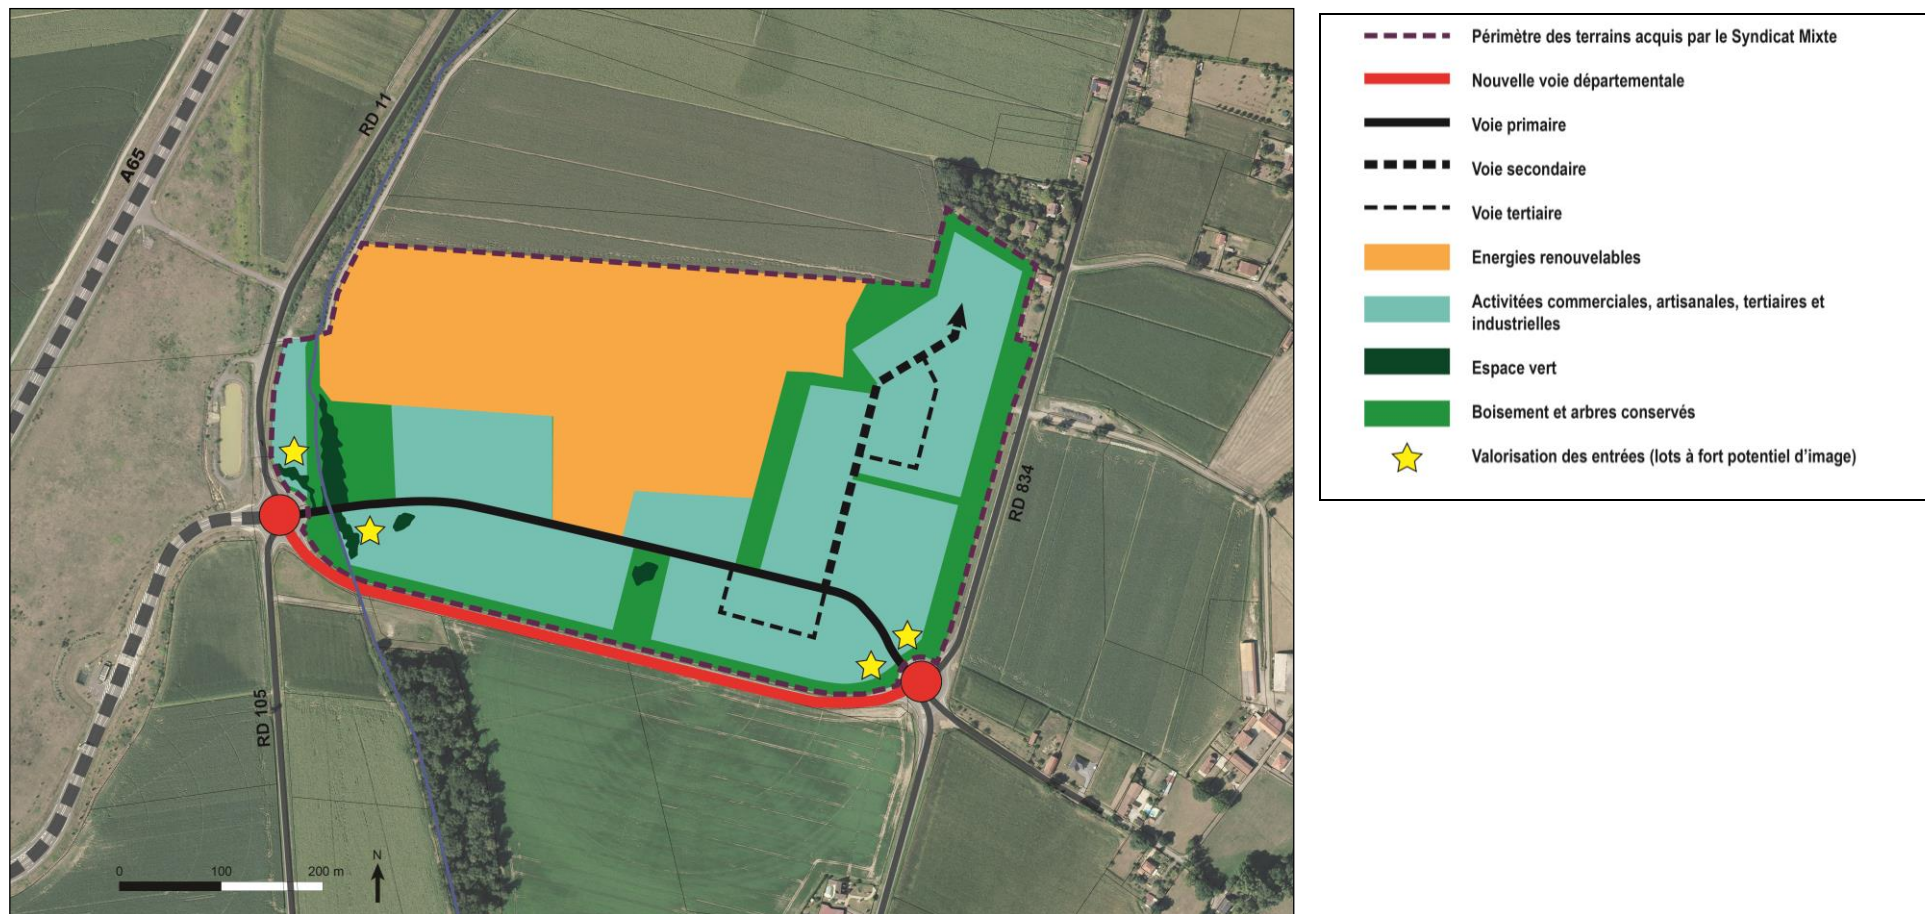 A65
RD 11
RD 834
RD 105
0 100 200 m
N
Périmètre des terrains acquis par le Syndicat Mixte
Nouvelle voie départementale
Voie primaire
Voie secondaire
Voie tertiaire
Energies renouvelables
Activitées commerciales, artisanales, tertiaires et
industrielles
Espace vert
Boisement et arbres conservés
Valorisation des entrées (lots à fort potentiel d'image)